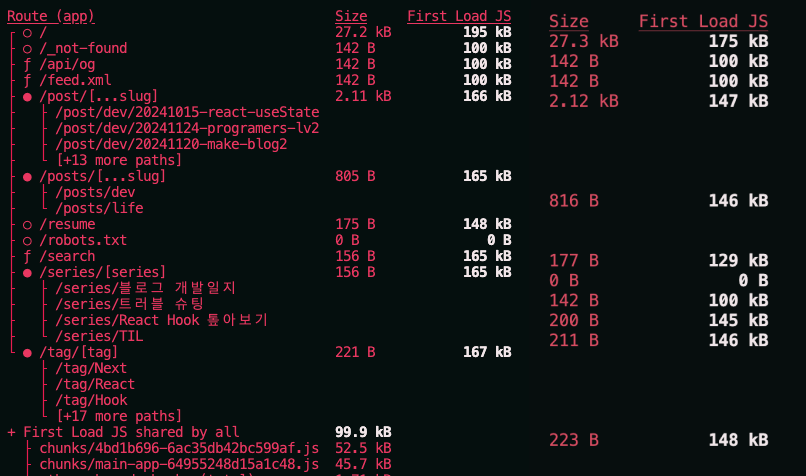 Route (app) Size First Load JS
┌ ○ / 27.2 kB 195 kB
├ ○ /_not-found 142 B 100 kB
├ ƒ /api/og 142 B 100 kB
├ ƒ /feed.xml 142 B 100 kB
├ ● /post/[...slug] 2.11 kB 166 kB
├ ├ /post/dev/20241015-react-useState
├ ├ /post/dev/20241124-programers-lv2
├ ├ /post/dev/20241120-make-blog2
├ └ [+13 more paths]
├ ● /posts/[...slug] 805 B 165 kB
├ ├ /posts/dev
├ └ /posts/life
├ ○ /resume 175 B 148 kB
├ ○ /robots.txt 0 B 0 B
├ ƒ /search 156 B 165 kB
├ ● /series/[series] 156 B 165 kB
├ ├ /series/블로그 개발일지
├ ├ /series/트러블 슈팅
├ ├ /series/React Hook 톺아보기
├ └ /series/TIL
└ ● /tag/[tag] 221 B 167 kB
├ /tag/Next
├ /tag/React
├ /tag/Hook
└ [+17 more paths]
+ First Load JS shared by all 99.9 kB
├ chunks/4bd1b696-6ac35db42bc599af.js 52.5 kB
├ chunks/main-app-64955248d15a1c48.js 45.7 kB
Size First Load JS
27.3 kB 175 kB
142 B 100 kB
142 B 100 kB
2.12 kB 147 kB
816 B 146 kB
177 B 129 kB
0 B 0 B
142 B 100 kB
200 B 145 kB
211 B 146 kB
223 B 148 kB